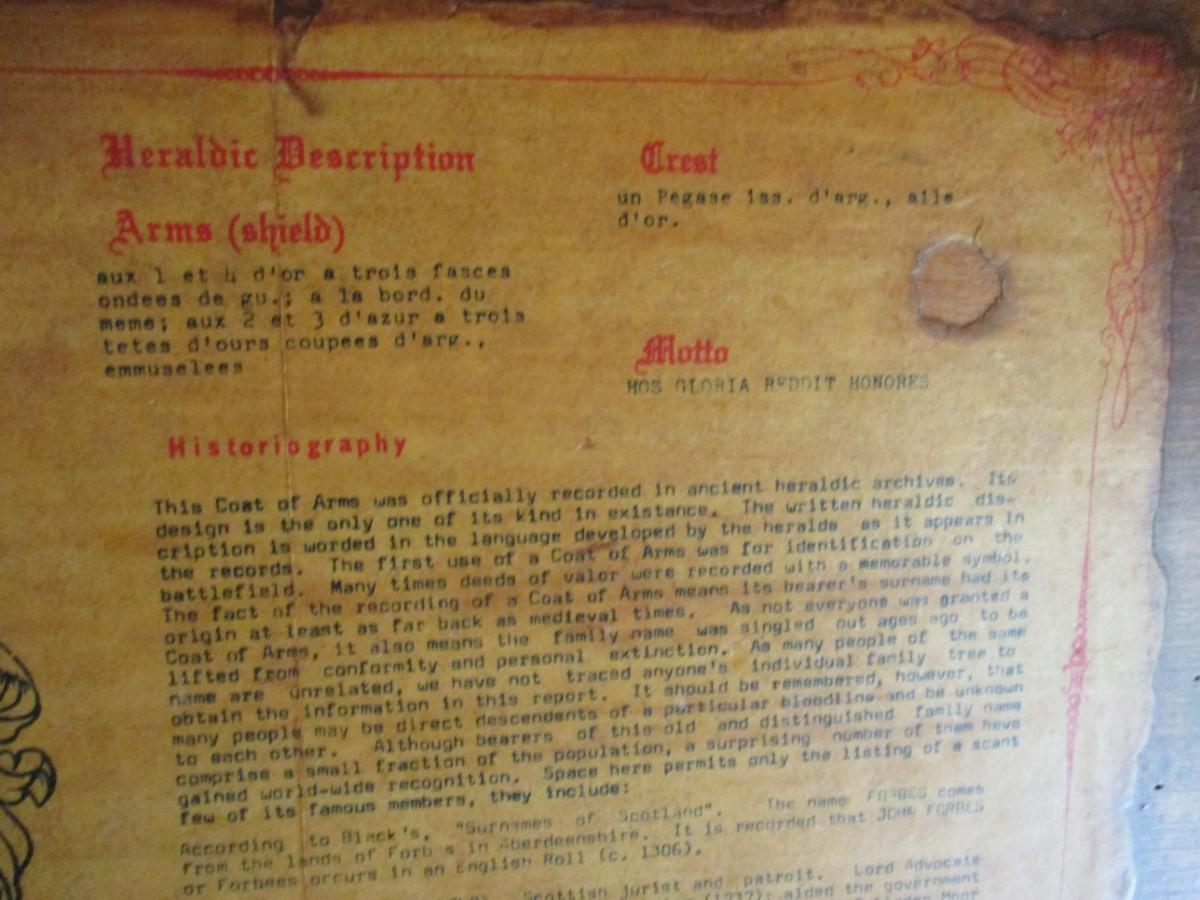 Heraldic Description
Arms (shield)
aux 1 et 4 d'or a trois fasces
ondees de gu.; a la bord. du
meme; aux 2 et 3 d'azur a trois
tetes d'ours coupees d'arg.,
emmuselees
Crest
un Pegase iss. d'arg., aile
d'or.
Motto
HOS GLORIA REDDIT HONORES
Historiography
This Coat of Arms was officially recorded in ancient heraldic archives. Its
design is the only one of its kind in existance. The written heraldic dis-
cription is worded in the language developed by the heralds as it appears in
the records. The first use of a Coat of Arms was for identification on the
battlefield. Many times deeds of valor were recorded with a memorable symbol.
The fact of the recording of a Coat of Arms means its bearer's surname had its
origin at least as far back as medieval times. As not everyone was granted a
Coat of Arms, it also means the family name was singled out ages ago to be
lifted from conformity and personal extinction. As many people of the same
name are unrelated, we have not traced anyone's individual family tree to
obtain the information in this report. It should be remembered, however, that
many people may be direct descendents of a particular bloodline and be unknown
to each other. Although bearers of this old and distinguished family name
comprise a small fraction of the population, a surprising number of them have
gained world-wide recognition. Space here permits only the listing of a scant
few of its famous members, they include:
According to Black's, "Surnames of Scotland". The name FORBES comes
from the lands of Forb s in Aberdeenshire. It is recorded that JOHN FORBES
or Forbees occurs in an English Roll (c. 1306).
Scottish jurist and patroit. Lord Advocate
(1737); aided the government
Moor